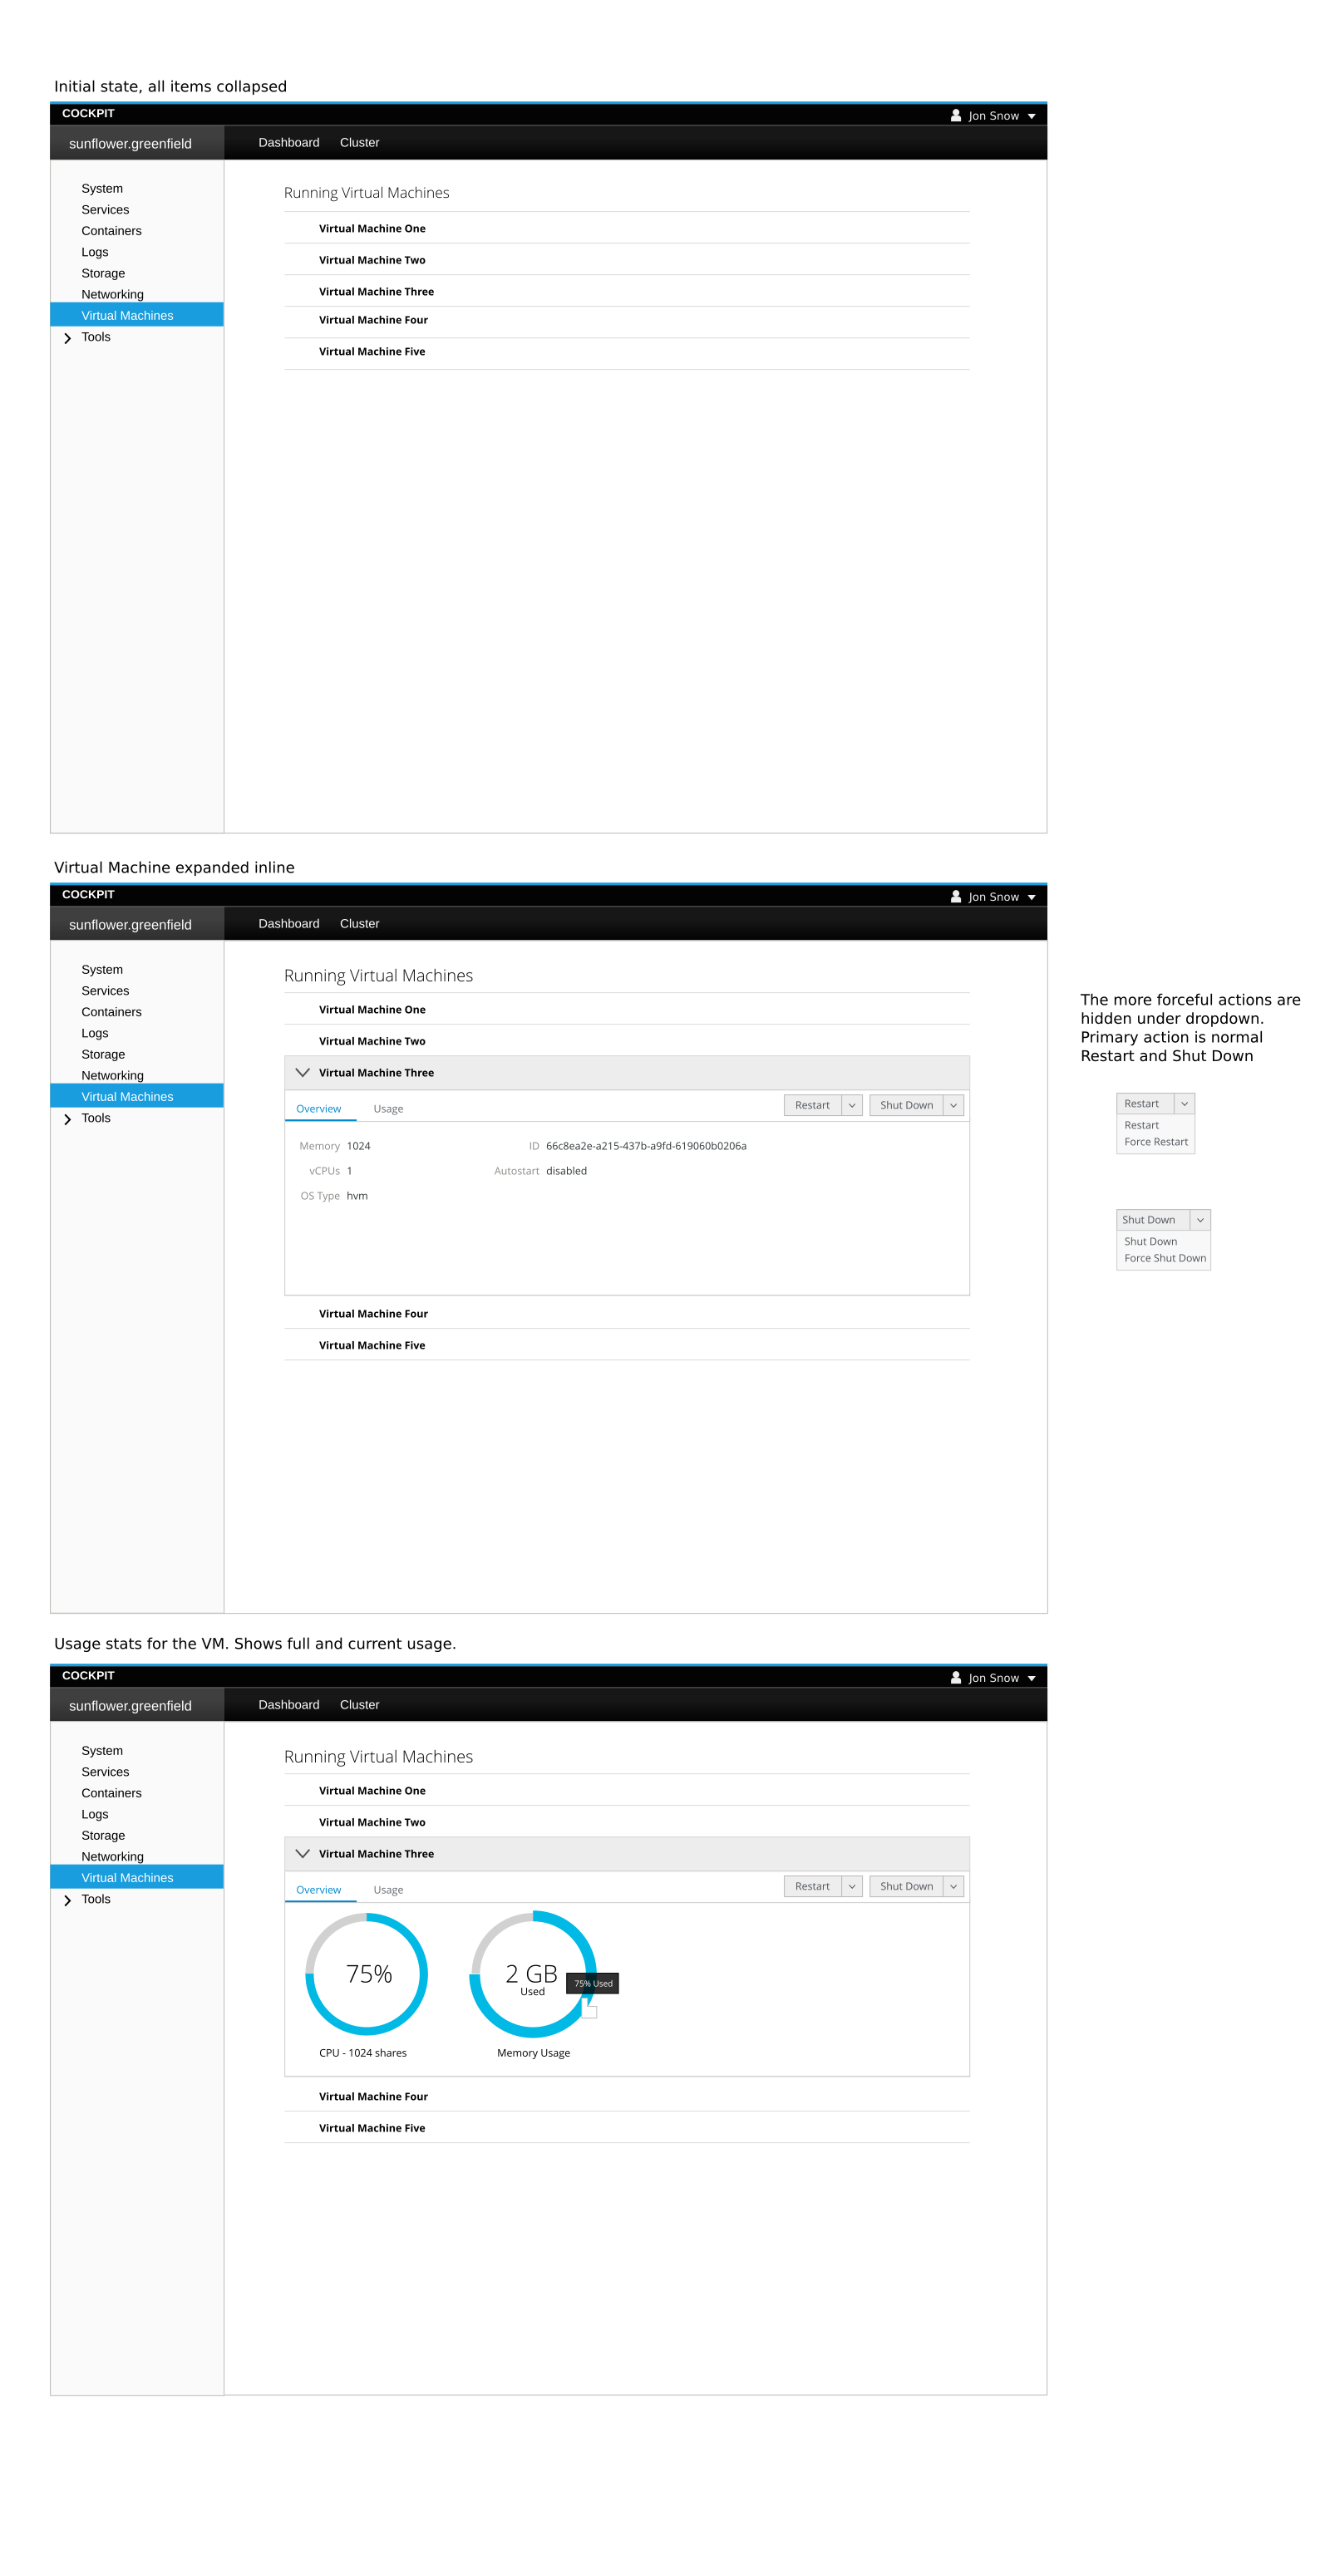 Initial state, all items collapsed
COCKPIT
Jon Snow
sunflower.greenfield
Dashboard Cluster
System
Services
Containers
Logs
Storage
Networking
Virtual Machines
Tools
Running Virtual Machines
Virtual Machine One
Virtual Machine Two
Virtual Machine Three
Virtual Machine Four
Virtual Machine Five
Virtual Machine expanded inline
COCKPIT
Jon Snow
sunflower.greenfield
Dashboard Cluster
System
Services
Containers
Logs
Storage
Networking
Virtual Machines
Tools
Running Virtual Machines
Virtual Machine One
Virtual Machine Two
Virtual Machine Three
Overview Usage Restart Shut Down
Memory 1024 ID 66c8ea2e-a215-437b-a9fd-619060b0206a
vCPUs 1 Autostart disabled
OS Type hvm
Virtual Machine Four
Virtual Machine Five
The more forceful actions are
hidden under dropdown.
Primary action is normal
Restart and Shut Down
Restart
Restart
Force Restart
Shut Down
Shut Down
Force Shut Down
Usage stats for the VM. Shows full and current usage.
COCKPIT
Jon Snow
sunflower.greenfield
Dashboard Cluster
System
Services
Containers
Logs
Storage
Networking
Virtual Machines
Tools
Running Virtual Machines
Virtual Machine One
Virtual Machine Two
Virtual Machine Three
Overview Usage Restart Shut Down
75%
2 GB
Used
75% Used
CPU - 1024 shares
Memory Usage
Virtual Machine Four
Virtual Machine Five